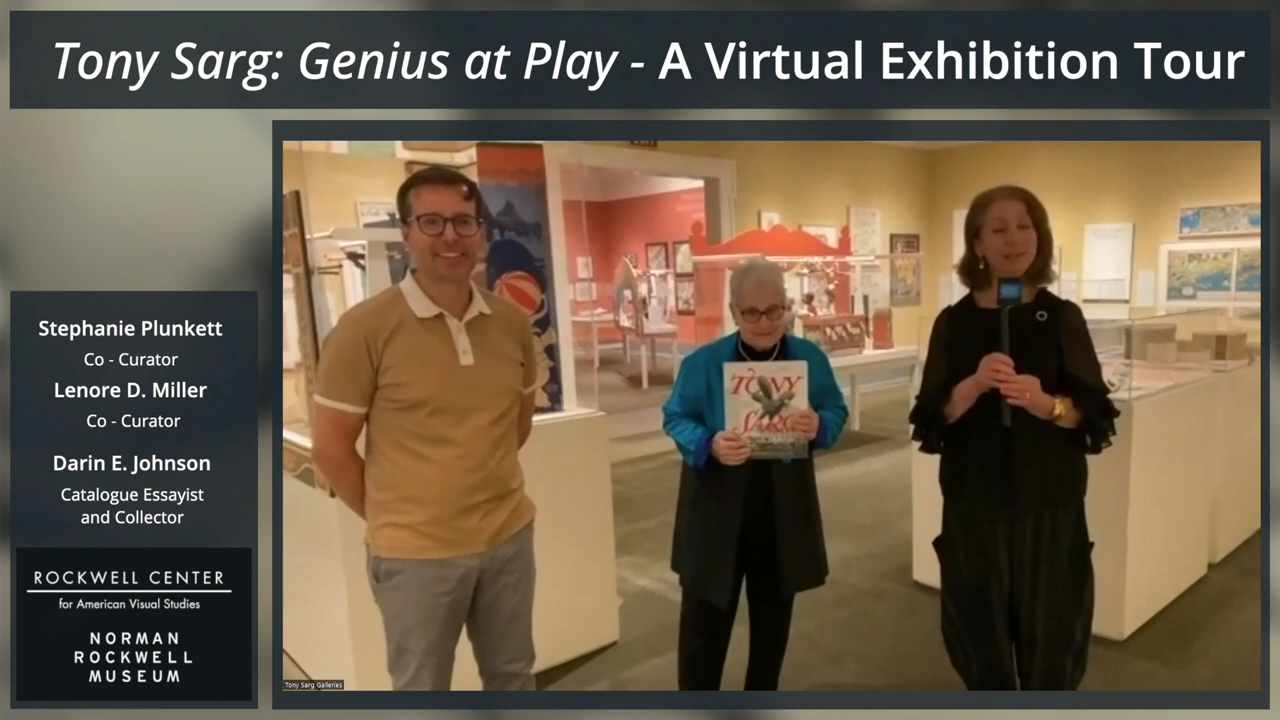 Tony Sarg: Genius at Play - A Virtual Exhibition Tour
Stephanie Plunkett
Co - Curator
Lenore D. Miller
Co - Curator
Darin E. Johnson
Catalogue Essayist
and Collector
ROCKWELL CENTER
for American Visual Studies
NORMAN
ROCKWELL
MUSEUM
TONY
SARG
Tony Sarg Galleries